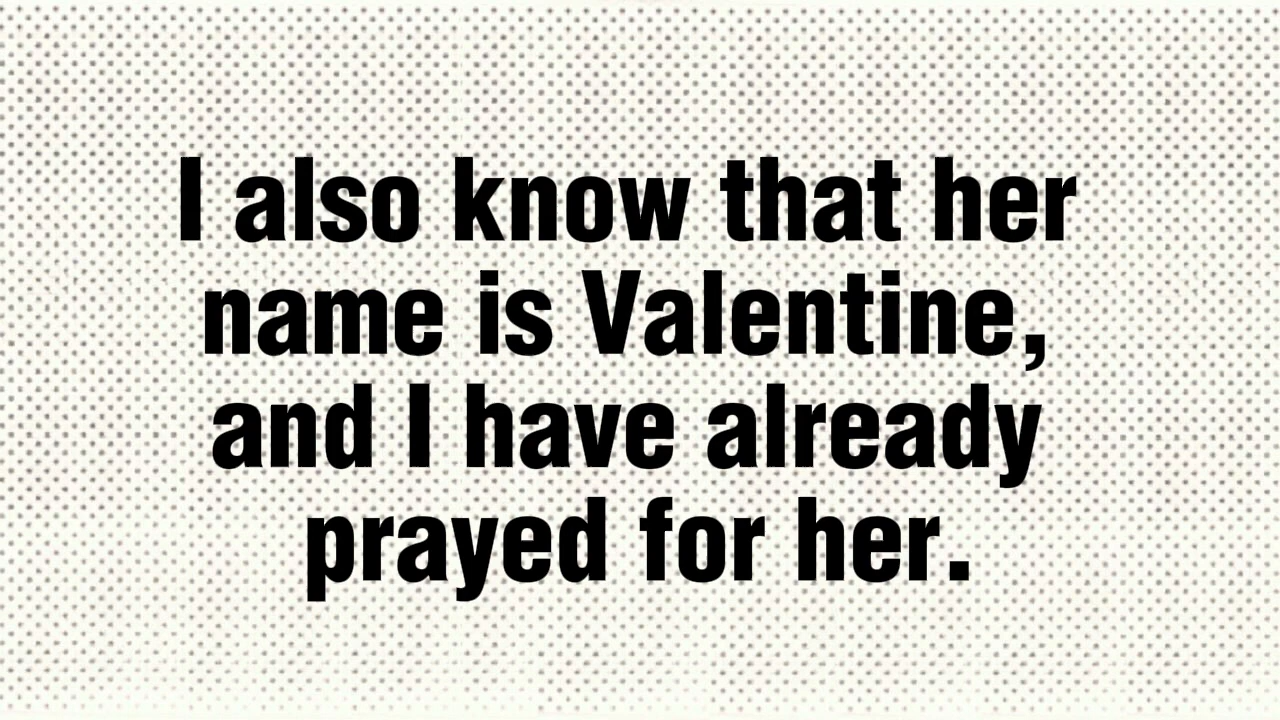 I also know that her
name is Valentine,
and I have already
prayed for her.